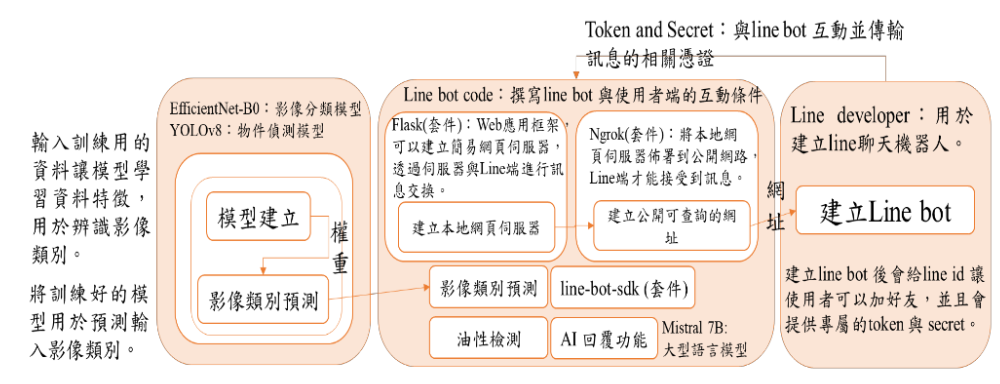 Token and Secret：與line bot 互動並傳輸
訊息的相關憑證
輸入訓練用的
資料讓模型學
習資料特徵，
用於辨識影像
類別。
將訓練好的模
型用於預測輸
入影像類別。
EfficientNet-B0：影像分類模型
YOLOv8：物件偵測模型
模型建立
權
重
影像類別預測
Line bot code：撰寫line bot 與使用者端的互動條件
Flask(套件)：Web應用框架，
可以建立簡易網頁伺服器，
透過伺服器與Line端進行訊
息交換。
建立本地網頁伺服器
Ngrok(套件)：將本地網
頁伺服器佈署到公開網路，
Line端才能接受到訊息。
建立公開可查詢的網
址
影像類別預測
line-bot-sdk (套件)
油性檢測
AI 回覆功能
Mistral 7B:
大型語言模型
網
址
Line developer：用於
建立line聊天機器人。
建立Line bot
建立line bot 後會給line id 讓
使用者可以加好友，並且會
提供專屬的token 與 secret。